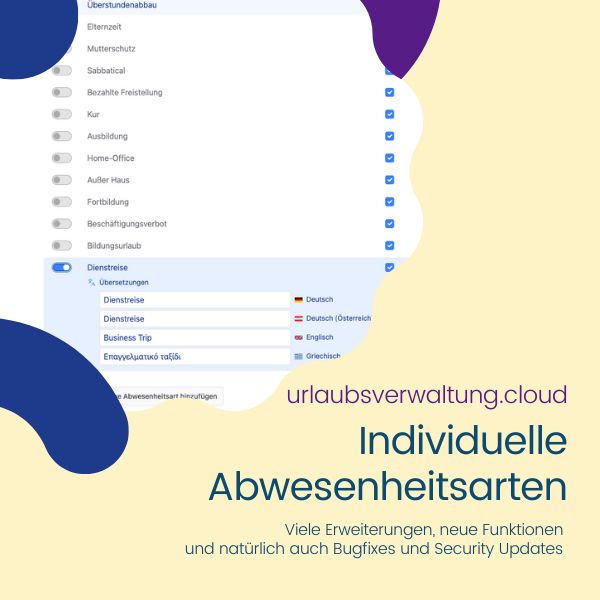 Überstundenabbau
Elternzeit
Mutterschutz
Sabbatical
Bezahlte Freistellung
Kur
Ausbildung
Home-Office
Außer Haus
Fortbildung
Beschäftigungsverbot
Bildungsurlaub
Dienstreise
Übersetzungen
Dienstreise Deutsch
Dienstreise Deutsch (Österreich
Business Trip Englisch
Επαγγελματικό ταξίδι Griechisch
Abwesenheitsart hinzufügen
urlaubsverwaltung.cloud
Individuelle
Abwesenheitsarten
Viele Erweiterungen, neue Funktionen
und natürlich auch Bugfixes und Security Updates